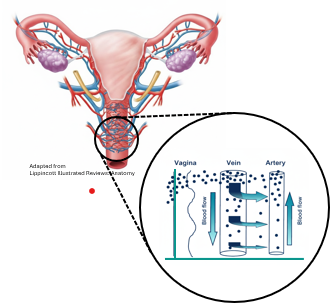 Adapted from
Lippincott Illustrated Reviews: Anatomy
Vagina Vein Artery
Blood flow
Blood flow